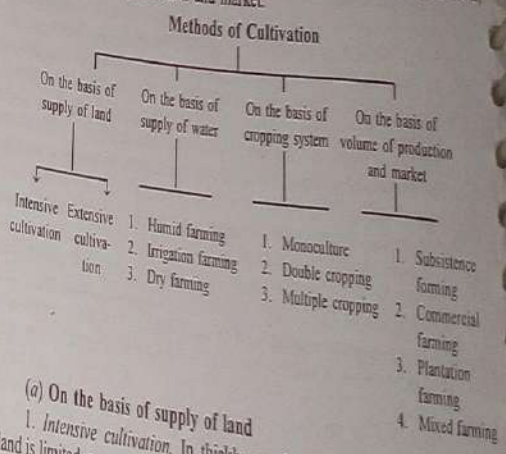 and market.
Methods of Cultivation
On the basis of
supply of land
On the basis of
supply of water
On the basis of
cropping system
On the basis of
volume of production
and market
Intensive Extensive
cultivation cultiva-
tion
1. Humid farming
2. Irrigation farming
3. Dry farming
1. Monoculture
2. Double cropping
3. Multiple cropping
1. Subsistence
forming
2. Commercial
farming
3. Plantation
farming
4. Mixed farming
(a) On the basis of supply of land
1. Intensive cultivation. In
land is limited